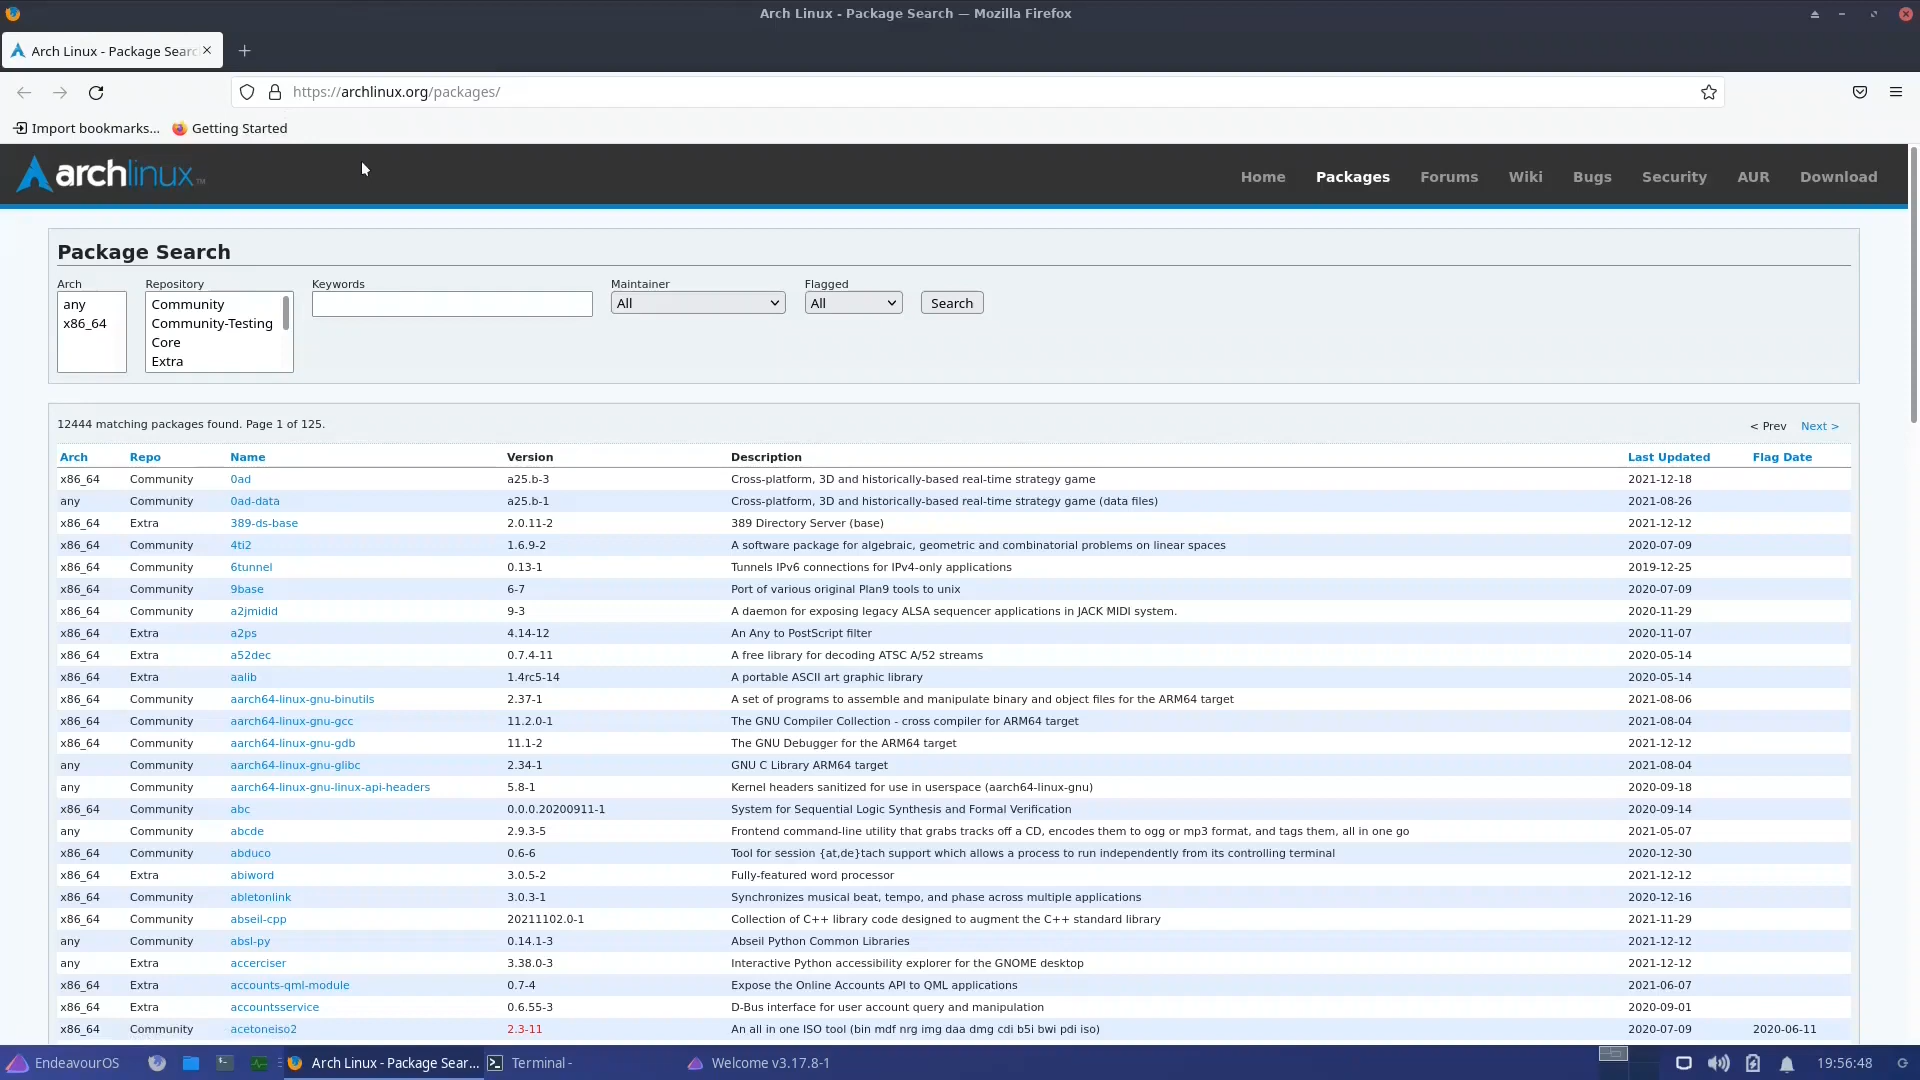 Arch Linux - Package Search — Mozilla Firefox
Arch Linux - Package Searc
https://archlinux.org/packages/
Import bookmarks... Getting Started
archlinux™
Home Packages Forums Wiki Bugs Security AUR Download
Package Search
Arch Repository Keywords Maintainer Flagged
any Community All All Search
x86_64 Community-Testing
Core
Extra
12444 matching packages found. Page 1 of 125. < Prev Next >
Arch Repo Name Version Description Last Updated Flag Date
x86_64 Community 0ad a25.b-3 Cross-platform, 3D and historically-based real-time strategy game 2021-12-18
any Community 0ad-data a25.b-1 Cross-platform, 3D and historically-based real-time strategy game (data files) 2021-08-26
x86_64 Extra 389-ds-base 2.0.11-2 389 Directory Server (base) 2021-12-12
x86_64 Community 4ti2 1.6.9-2 A software package for algebraic, geometric and combinatorial problems on linear spaces 2020-07-09
x86_64 Community 6tunnel 0.13-1 Tunnels IPv6 connections for IPv4-only applications 2019-12-25
x86_64 Community 9base 6-7 Port of various original Plan9 tools to unix 2020-07-09
x86_64 Community a2jmidid 9-3 A daemon for exposing legacy ALSA sequencer applications in JACK MIDI system. 2020-11-29
x86_64 Extra a2ps 4.14-12 An Any to PostScript filter 2020-11-07
x86_64 Extra a52dec 0.7.4-11 A free library for decoding ATSC A/52 streams 2020-05-14
x86_64 Extra aalib 1.4rc5-14 A portable ASCII art graphic library 2020-05-14
x86_64 Community aarch64-linux-gnu-binutils 2.37-1 A set of programs to assemble and manipulate binary and object files for the ARM64 target 2021-08-06
x86_64 Community aarch64-linux-gnu-gcc 11.2.0-1 The GNU Compiler Collection - cross compiler for ARM64 target 2021-08-04
x86_64 Community aarch64-linux-gnu-gdb 11.1-2 The GNU Debugger for the ARM64 target 2021-12-12
any Community aarch64-linux-gnu-glibc 2.34-1 GNU C Library ARM64 target 2021-08-04
any Community aarch64-linux-gnu-linux-api-headers 5.8-1 Kernel headers sanitized for use in userspace (aarch64-linux-gnu) 2020-09-18
x86_64 Community abc 0.0.0.20200911-1 System for Sequential Logic Synthesis and Formal Verification 2020-09-14
any Community abcde 2.9.3-5 Frontend command-line utility that grabs tracks off a CD, encodes them to ogg or mp3 format, and tags them, all in one go 2021-05-07
x86_64 Community abduco 0.6-6 Tool for session {at,de}tach support which allows a process to run independently from its controlling terminal 2020-12-30
x86_64 Extra abiword 3.0.5-2 Fully-featured word processor 2021-12-12
x86_64 Community abletonlink 3.0.3-1 Synchronizes musical beat, tempo, and phase across multiple applications 2020-12-16
x86_64 Community abseil-cpp 20211102.0-1 Collection of C++ library code designed to augment the C++ standard library 2021-11-29
any Community absl-py 0.14.1-3 Abseil Python Common Libraries 2021-12-12
any Extra accerciser 3.38.0-3 Interactive Python accessibility explorer for the GNOME desktop 2021-12-12
x86_64 Extra accounts-qml-module 0.7-4 Expose the Online Accounts API to QML applications 2021-06-07
x86_64 Extra accountsservice 0.6.55-3 D-Bus interface for user account query and manipulation 2020-09-01
x86_64 Community acetoneiso2 2.3-11 An all in one ISO tool (bin mdf nrg img daa dmg cdi b5i bwi pdi iso) 2020-07-09 2020-06-11
EndeavourOS Arch Linux - Package Sear... Terminal - Welcome v3.17.8-1 19:56:48